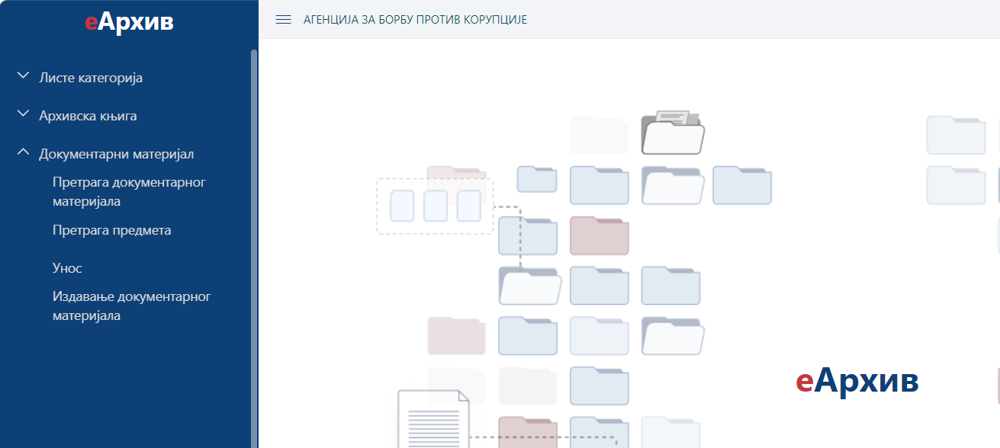 еАрхив
АГЕНЦИЈА ЗА БОРБУ ПРОТИВ КОРУПЦИЈЕ
Листе категорија
Архивска књига
Документарни материјал
Претрага документарног
материјала
Претрага предмета
Унос
Издавање документарног
материјала
еАрхив